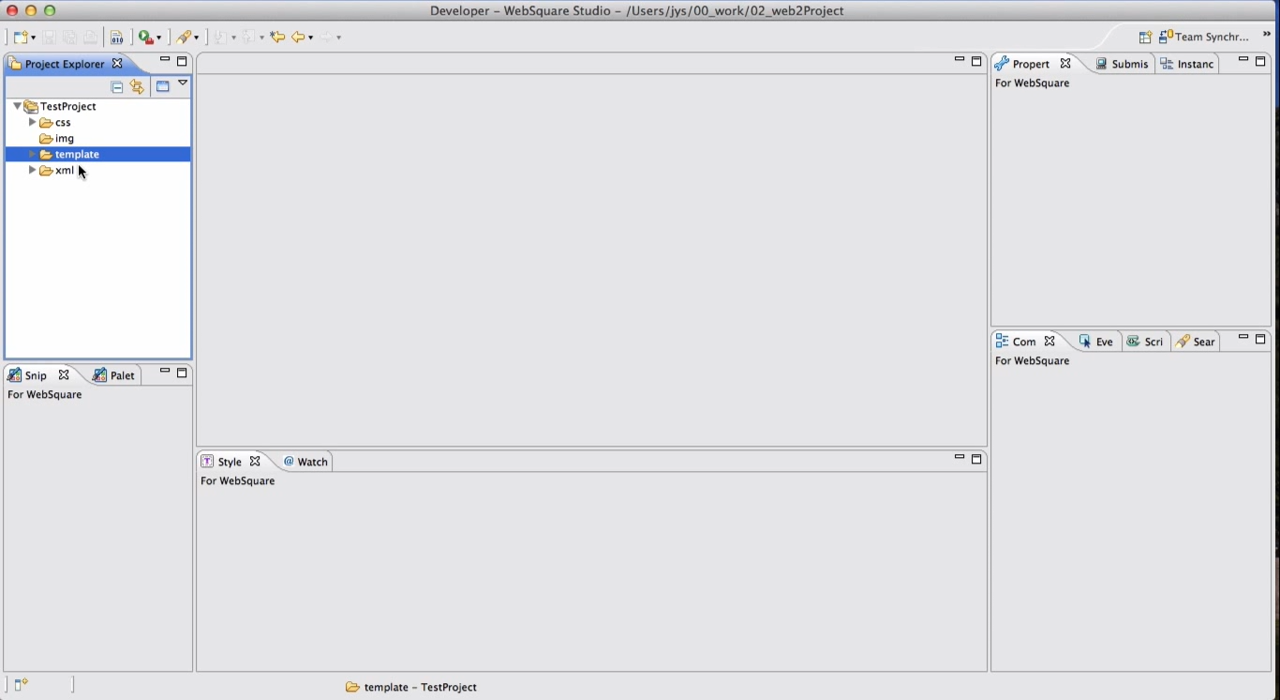 Developer – WebSquare Studio – /Users/jys/00_work/02_web2Project
010
Team Synchr...
»
Project Explorer
TestProject
css
img
template
xml
Propert
Submis
Instanc
For WebSquare
Snip
Palet
For WebSquare
Style
@ Watch
For WebSquare
Com
Eve
Scri
Sear
For WebSquare
template – TestProject